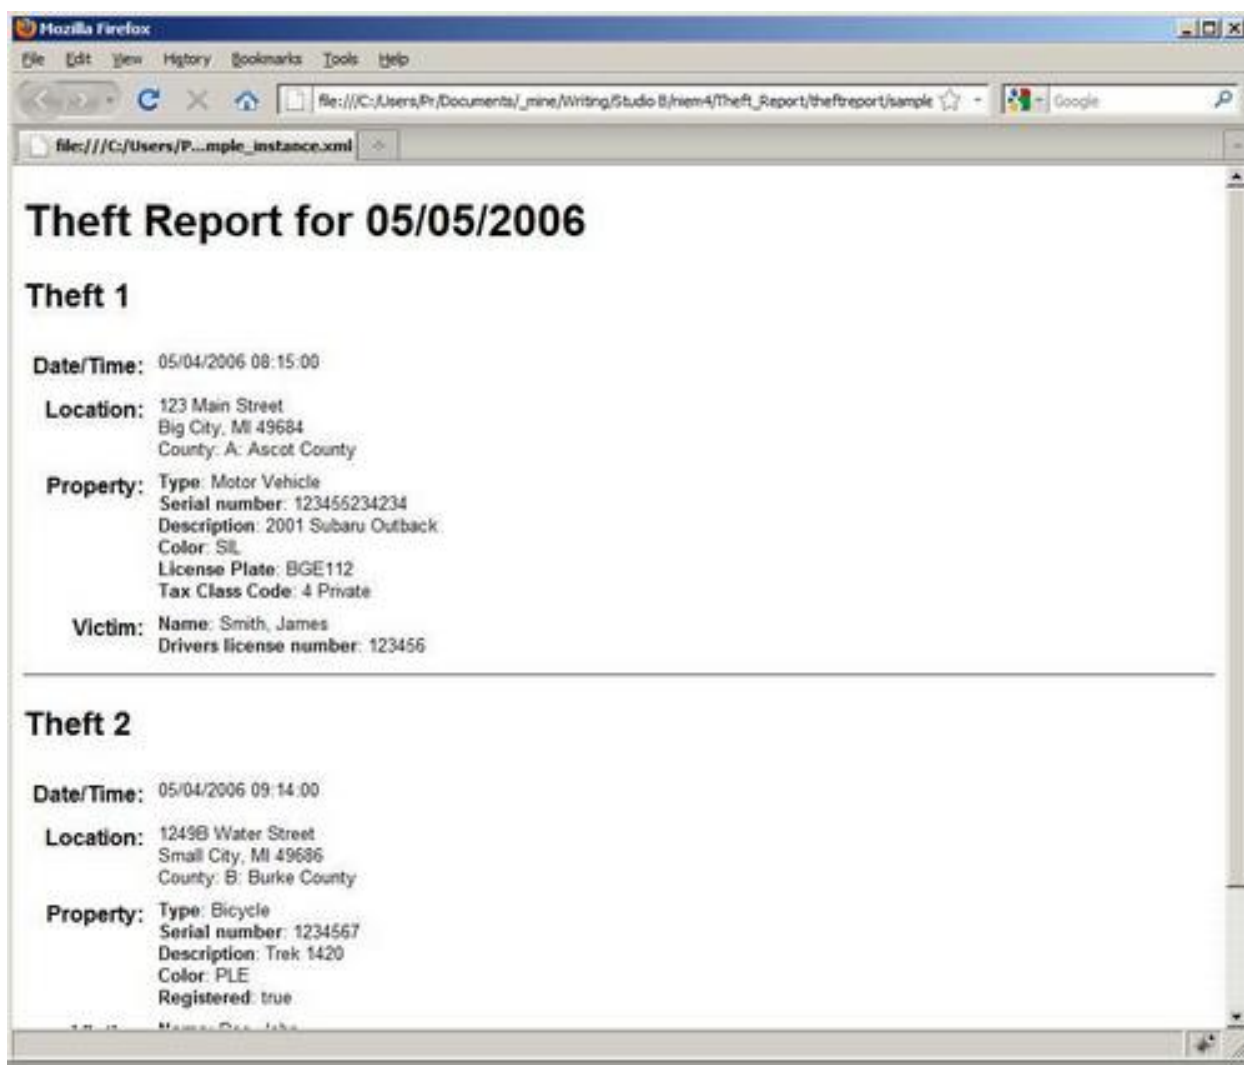 Mozilla Firefox
File Edit View History Bookmarks Tools Help
file:///C:/Users/Pr/Documents/_mine/Writing/Studio B/niem4/Theft_Report/theftreport/sample
Google
file:///C:/Users/P...mple_instance.xml
Theft Report for 05/05/2006
Theft 1
Date/Time: 05/04/2006 08:15:00
Location: 123 Main Street
Big City, MI 49684
County: A: Ascot County
Property: Type: Motor Vehicle
Serial number: 123455234234
Description: 2001 Subaru Outback
Color: SIL
License Plate: BGE112
Tax Class Code: 4 Private
Victim: Name: Smith, James
Drivers license number: 123456
Theft 2
Date/Time: 05/04/2006 09:14:00
Location: 1249B Water Street
Small City, MI 49686
County: B: Burke County
Property: Type: Bicycle
Serial number: 1234567
Description: Trek 1420
Color: PLE
Registered: true